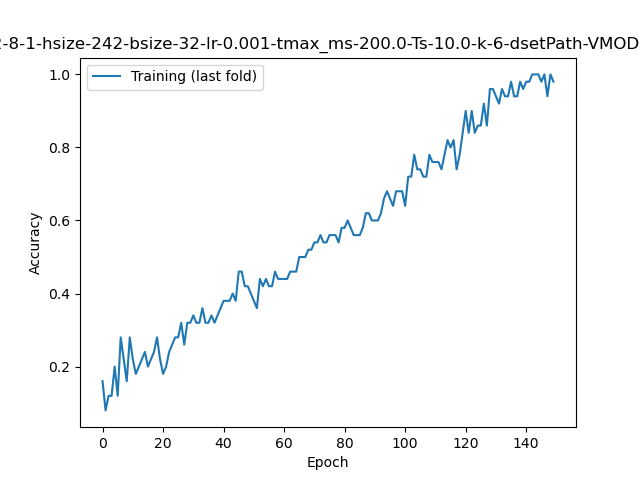 -8-1-hsize-242-bsize-32-lr-0.001-tmax_ms-200.0-Ts-10.0-k-6-dsetPath-VMOD
Training (last fold)
1.0
0.8
0.6
0.4
0.2
Accuracy
0 20 40 60 80 100 120 140
Epoch